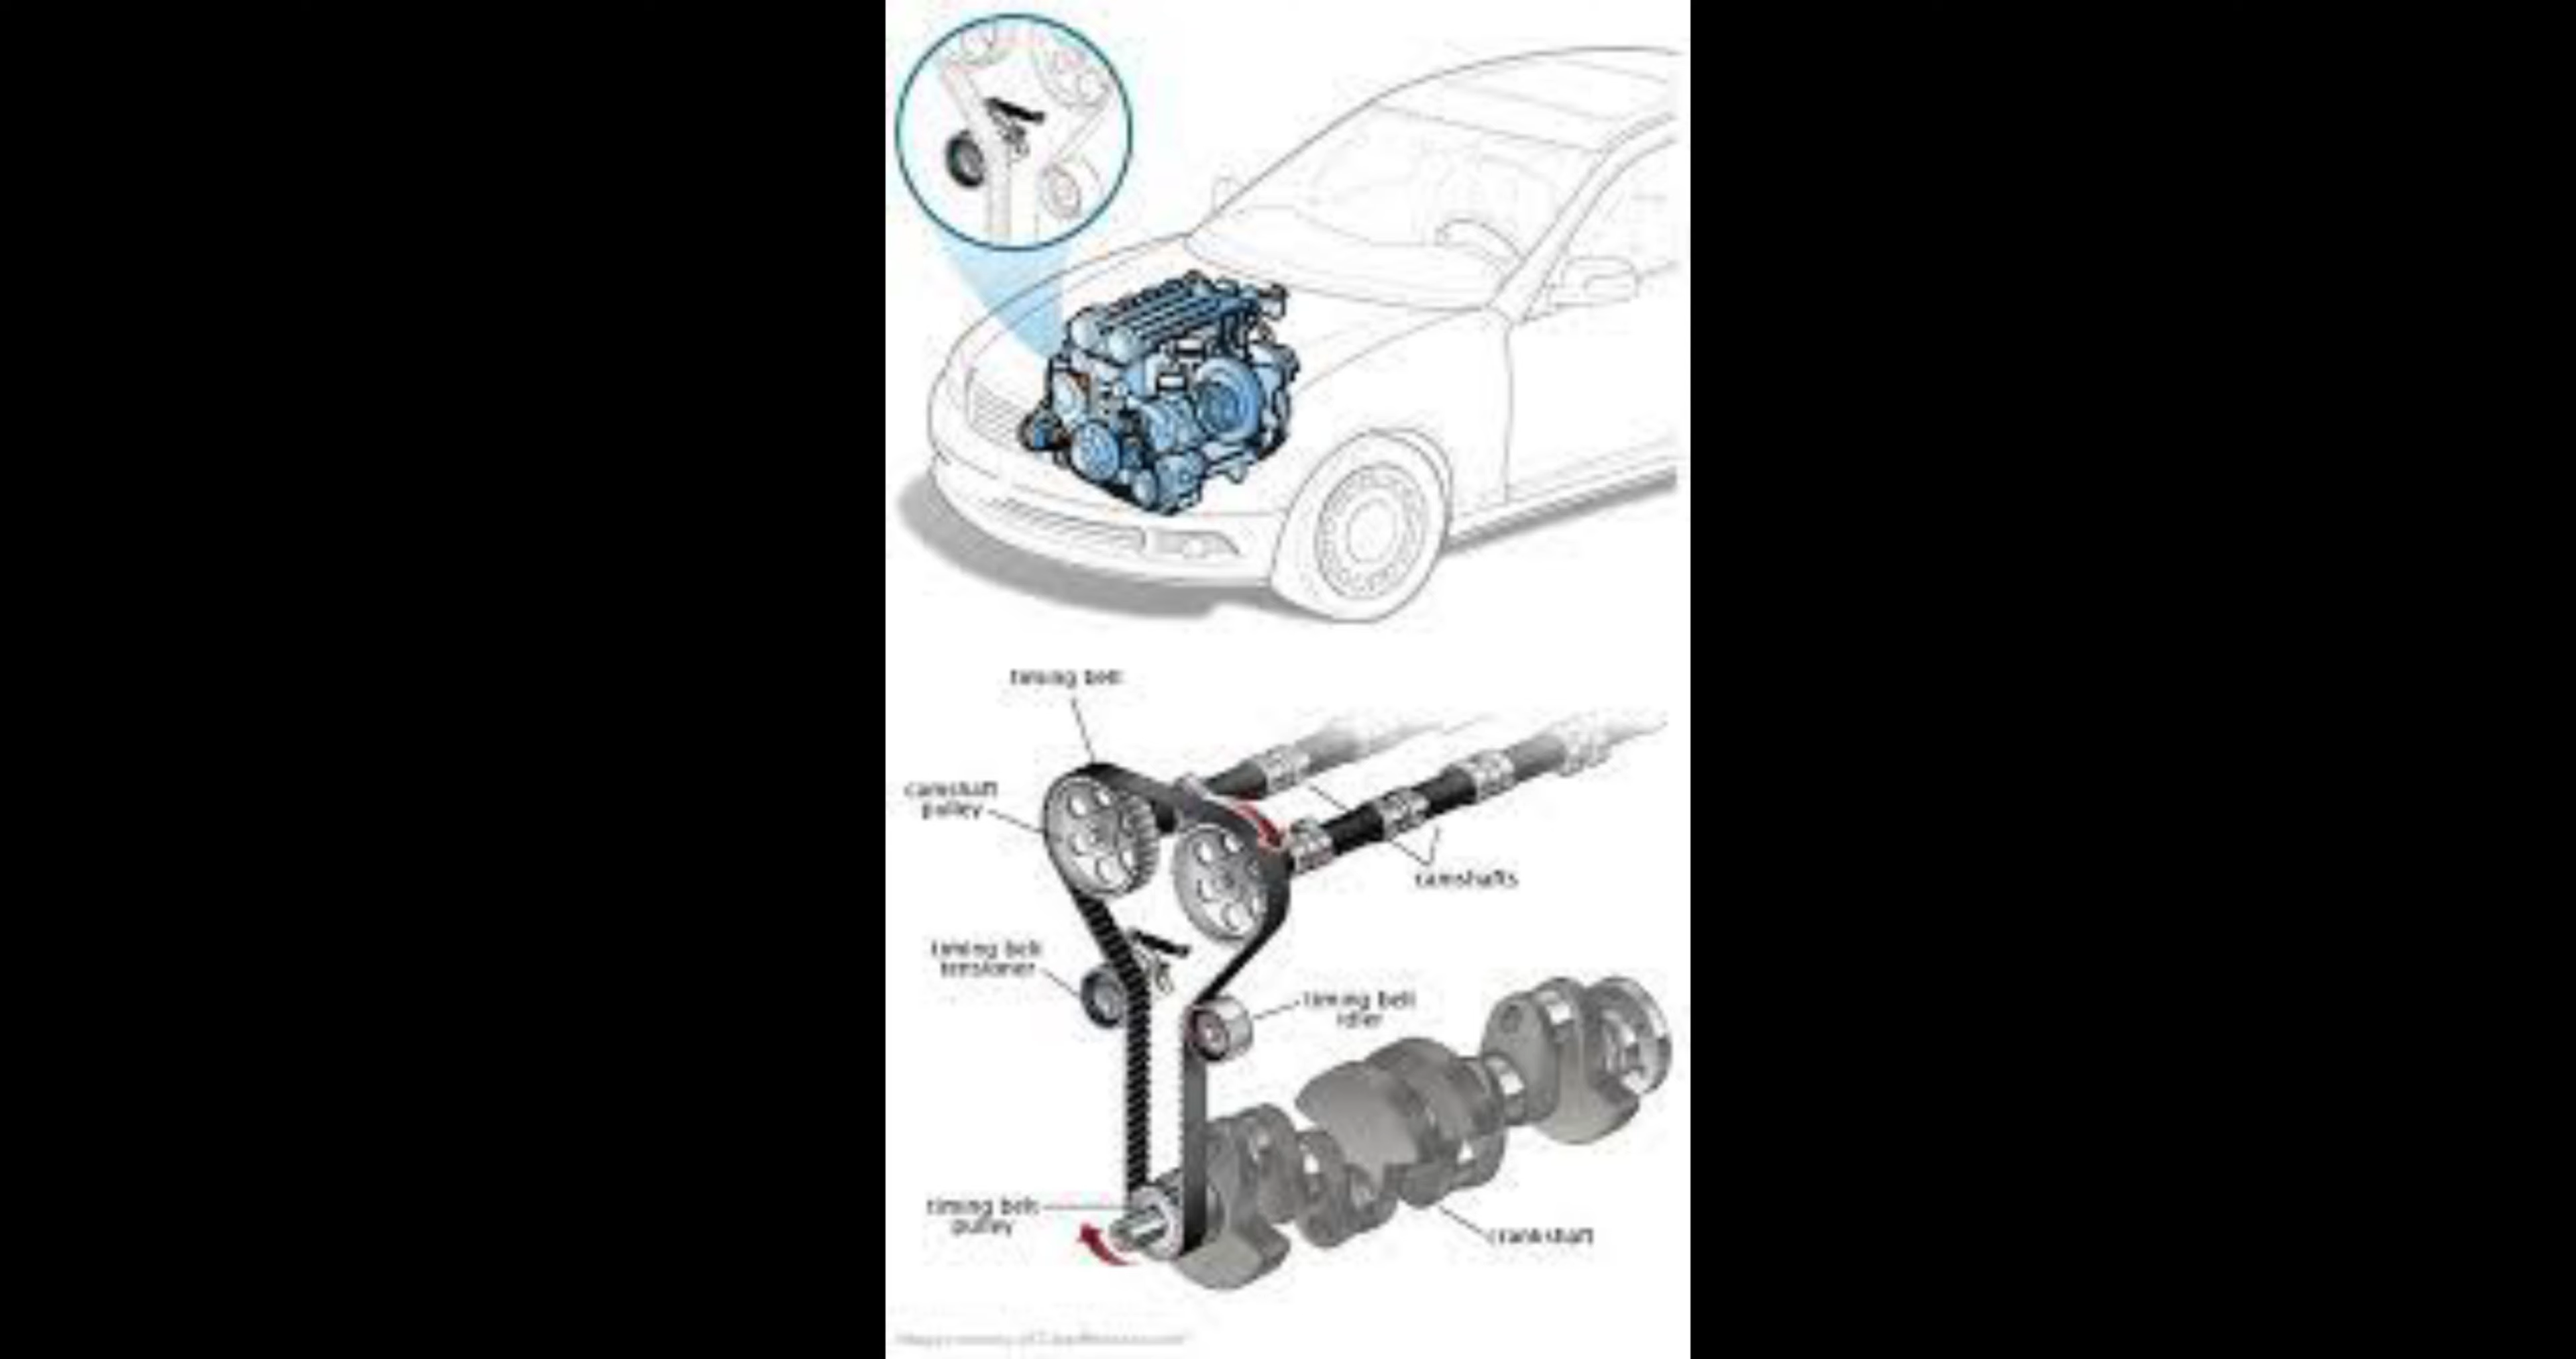 timing belt
camshaft
pulley
camshafts
timing belt
tensioner
timing belt
idler
timing belt
pulley
crankshaft